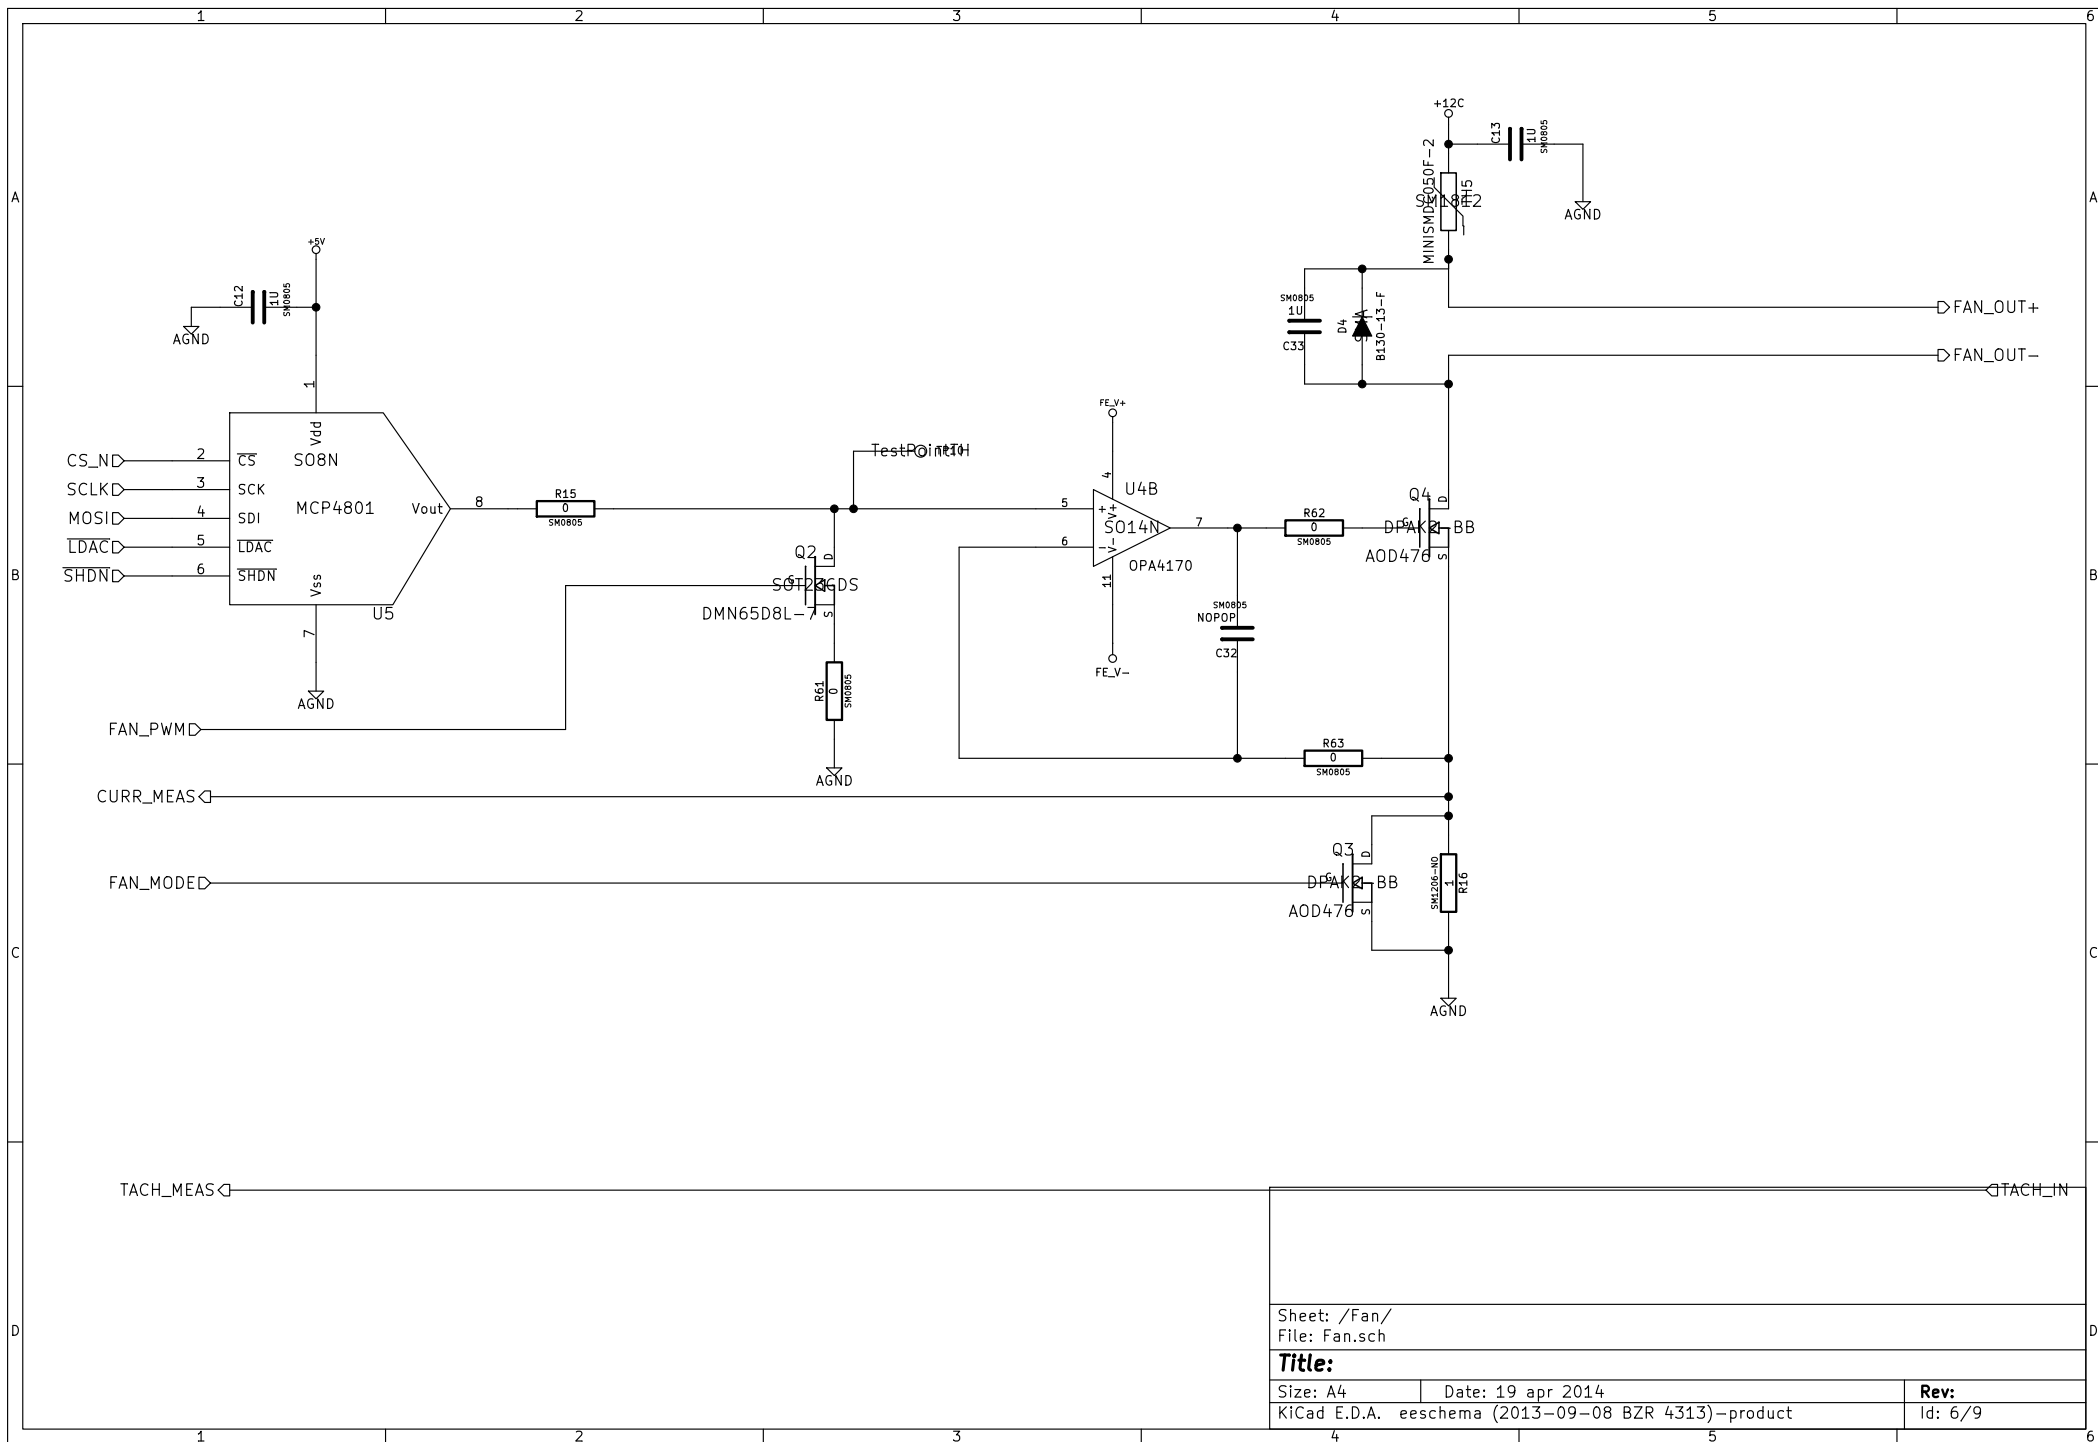 1 2 3 4 5 6
A A
B B
C C
D D
+12C
C13
1U
SM0805
AGND
MINISMDC050F-2
+5V
C12
1U
SM0805
AGND
SM0805
1U
C33
D4
B130-13-F
FAN_OUT+
FAN_OUT-
1
Vdd
CS_N 2 CS SO8N
SCLK 3 SCK
MOSI 4 SDI MCP4801 Vout 8
LDAC 5 LDAC
SHDN 6 SHDN
Vss
U5
7
AGND
R15
0
SM0805
TestPointTH
TP10
Q2
D
G
S
DMN65D8L-7
R61
0
SM0805
AGND
FE_V+
4
U4B
5 + V+
SO14N 7
6 - V-
OPA4170
11
FE_V-
SM0805
NOPOP
C32
R62
0
SM0805
Q4
D
G
S
AOD476
R63
0
SM0805
FAN_PWM
CURR_MEAS
FAN_MODE
Q3
D
G
S
AOD476
SM1206-NO
1
R16
AGND
TACH_MEAS
TACH_IN
Sheet: /Fan/
File: Fan.sch
Title:
Size: A4 Date: 19 apr 2014 Rev:
KiCad E.D.A. eeschema (2013-09-08 BZR 4313)-product Id: 6/9
1 2 3 4 5 6